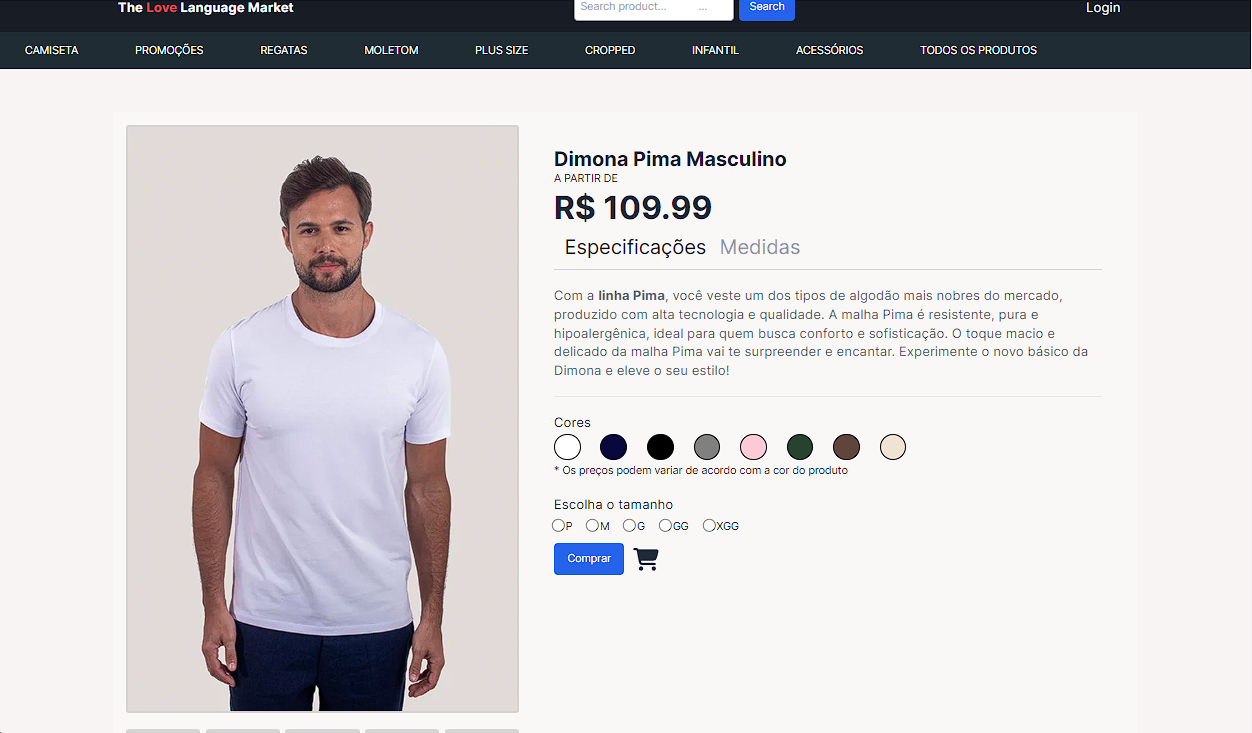 The Love Language Market
Search product... ...
Search
Login
CAMISETA PROMOÇÕES REGATAS MOLETOM PLUS SIZE CROPPED INFANTIL ACESSÓRIOS TODOS OS PRODUTOS
Dimona Pima Masculino
A PARTIR DE
R$ 109.99
Especificações Medidas
Com a linha Pima, você veste um dos tipos de algodão mais nobres do mercado,
produzido com alta tecnologia e qualidade. A malha Pima é resistente, pura e
hipoalergênica, ideal para quem busca conforto e sofisticação. O toque macio e
delicado da malha Pima vai te surpreender e encantar. Experimente o novo básico da
Dimona e eleve o seu estilo!
Cores
* Os preços podem variar de acordo com a cor do produto
Escolha o tamanho
P M G GG XGG
Comprar